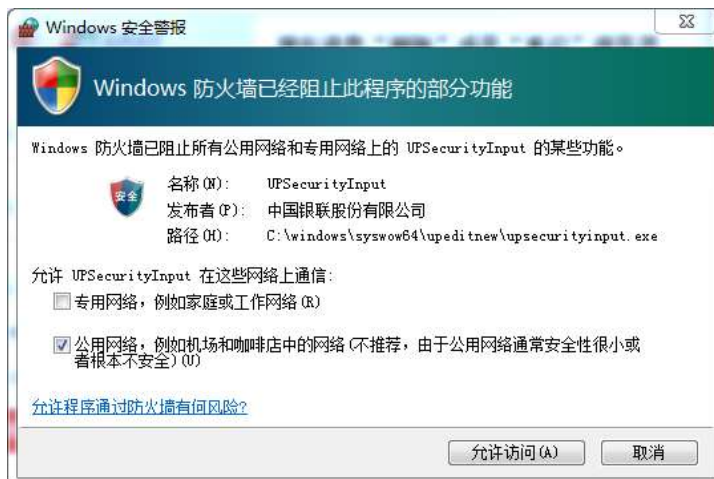 Windows 安全警报
Windows 防火墙已经阻止此程序的部分功能
Windows 防火墙已阻止所有公用网络和专用网络上的 UPSecurityInput 的某些功能。
安全
名称(N): UPSecurityInput
发布者(P): 中国银联股份有限公司
路径(H): C:\windows\syswow64\upeditnew\upsecurityinput.exe
允许 UPSecurityInput 在这些网络上通信:
专用网络，例如家庭或工作网络(R)
公用网络，例如机场和咖啡店中的网络(不推荐，由于公用网络通常安全性很小或
者根本不安全)(U)
允许程序通过防火墙有何风险?
允许访问(A) 取消